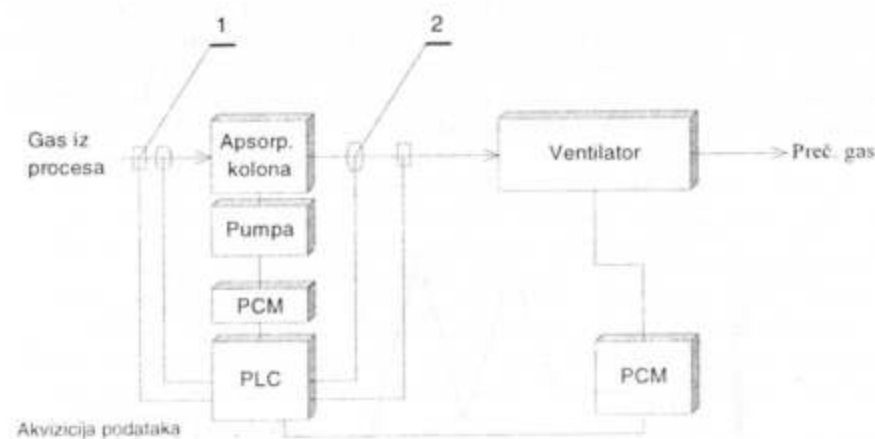 1
2
Gas iz
procesa
Apsorp.
kolona
Ventilator
Preč. gas
Pumpa
PCM
PLC
PCM
Akvizicija podataka